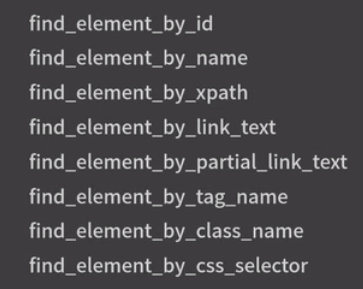 find_element_by_id
find_element_by_name
find_element_by_xpath
find_element_by_link_text
find_element_by_partial_link_text
find_element_by_tag_name
find_element_by_class_name
find_element_by_css_selector